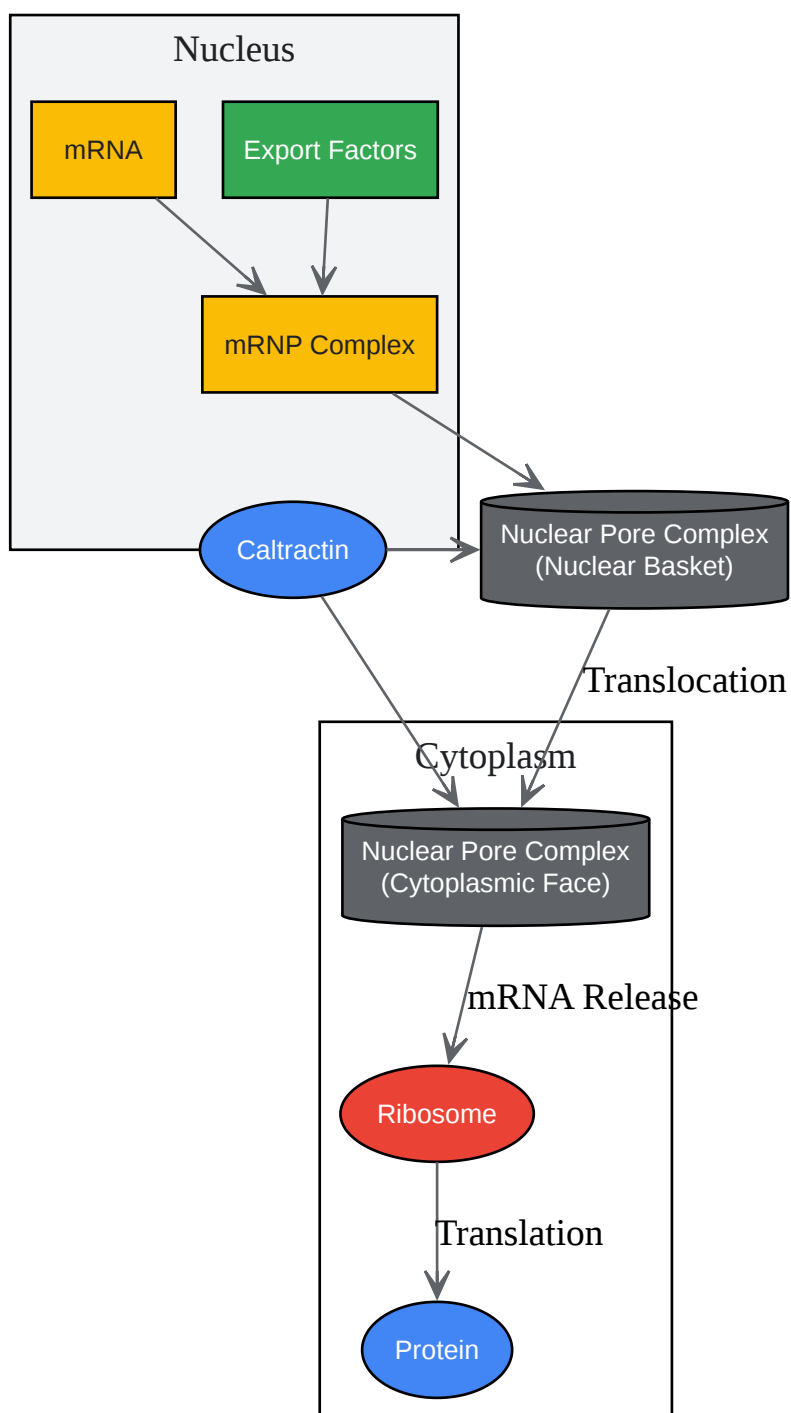 Nucleus
mRNA
Export Factors
mRNP Complex
Caltractin
Nuclear Pore Complex
(Nuclear Basket)
Translocation
Cytoplasm
Nuclear Pore Complex
(Cytoplasmic Face)
mRNA Release
Ribosome
Translation
Protein